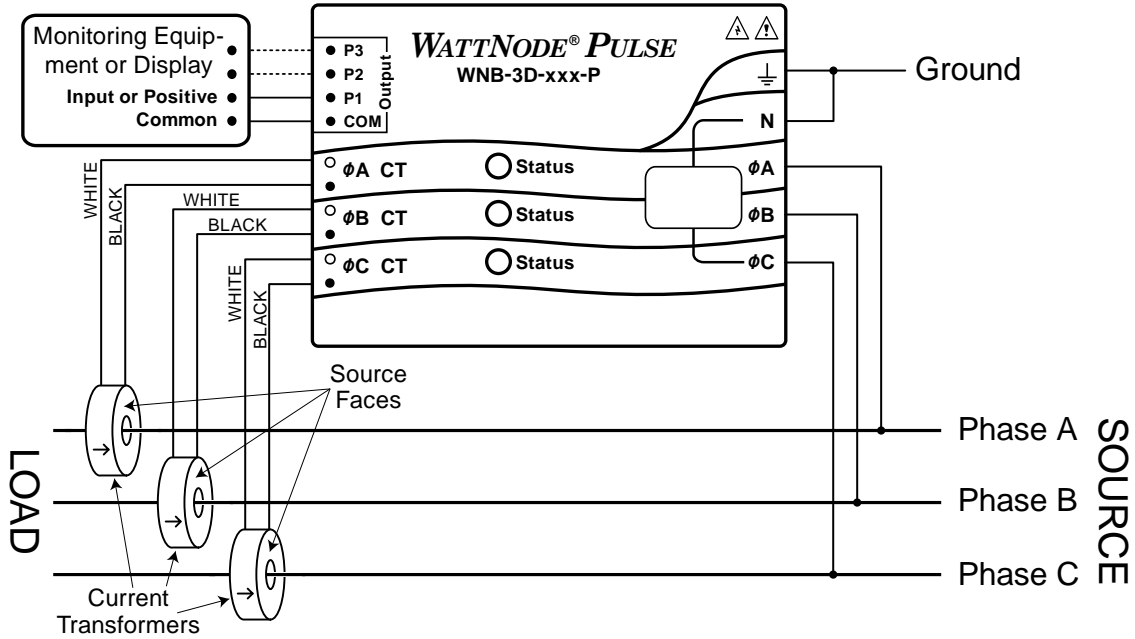 Monitoring Equip-
ment or Display
Input or Positive
Common
P3
P2
P1
COM
Output
WATTNODE® PULSE
WNB-3D-xxx-P
Ground
N
ϕA CT
Status
ϕA
ϕB CT
Status
ϕB
ϕC CT
Status
ϕC
WHITE
BLACK
WHITE
BLACK
WHITE
BLACK
Source
Faces
LOAD
Phase A
Phase B
Phase C
SOURCE
Current
Transformers